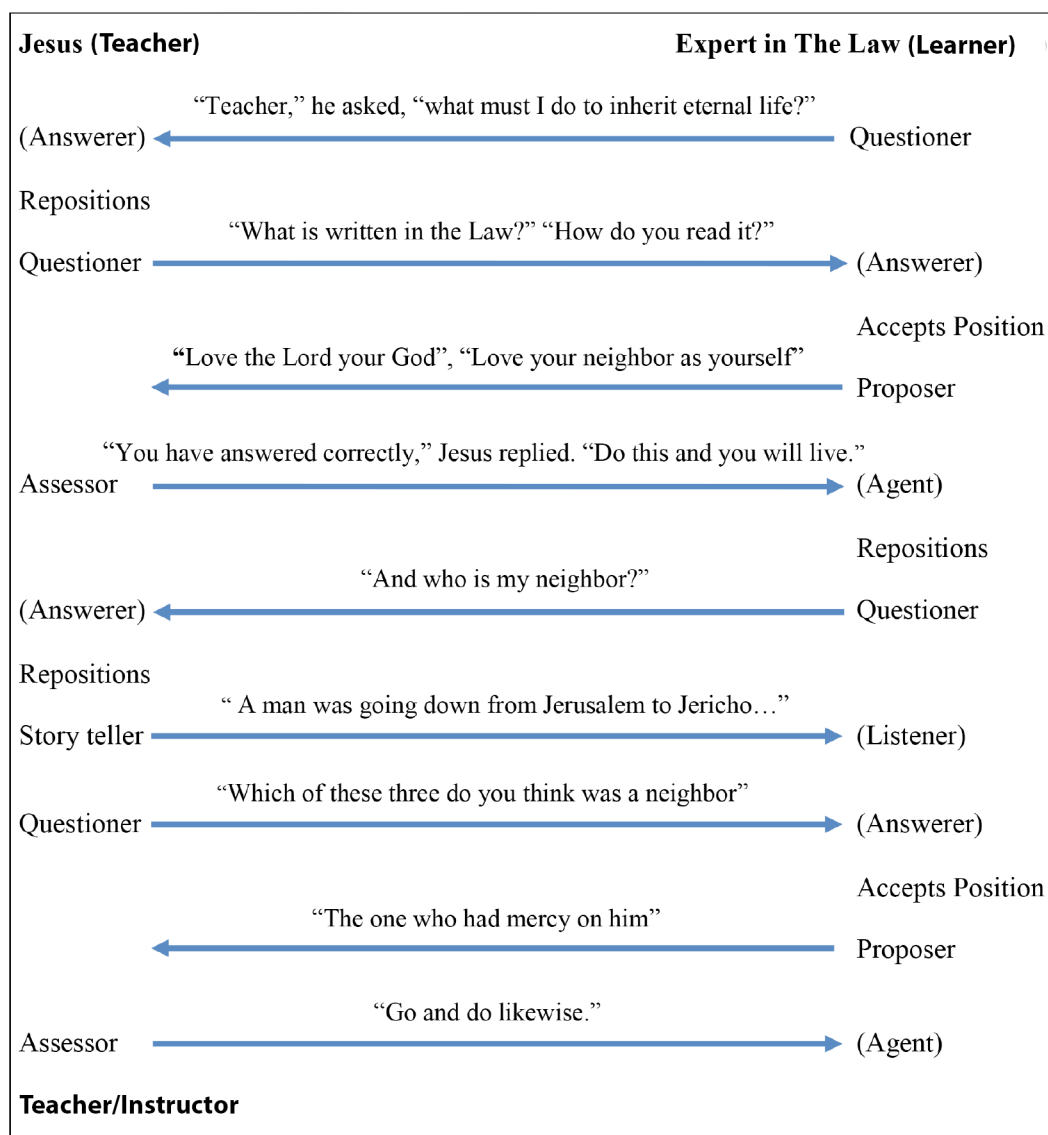 Jesus (Teacher) Expert in The Law (Learner)
“Teacher,” he asked, “what must I do to inherit eternal life?”
(Answerer) Questioner
Repositions
“What is written in the Law?” “How do you read it?”
Questioner (Answerer)
Accepts Position
“Love the Lord your God”, “Love your neighbor as yourself”
Proposer
“You have answered correctly,” Jesus replied. “Do this and you will live.”
Assessor (Agent)
Repositions
“And who is my neighbor?”
(Answerer) Questioner
Repositions
“ A man was going down from Jerusalem to Jericho…”
Story teller (Listener)
“Which of these three do you think was a neighbor”
Questioner (Answerer)
Accepts Position
“The one who had mercy on him”
Proposer
“Go and do likewise.”
Assessor (Agent)
Teacher/Instructor